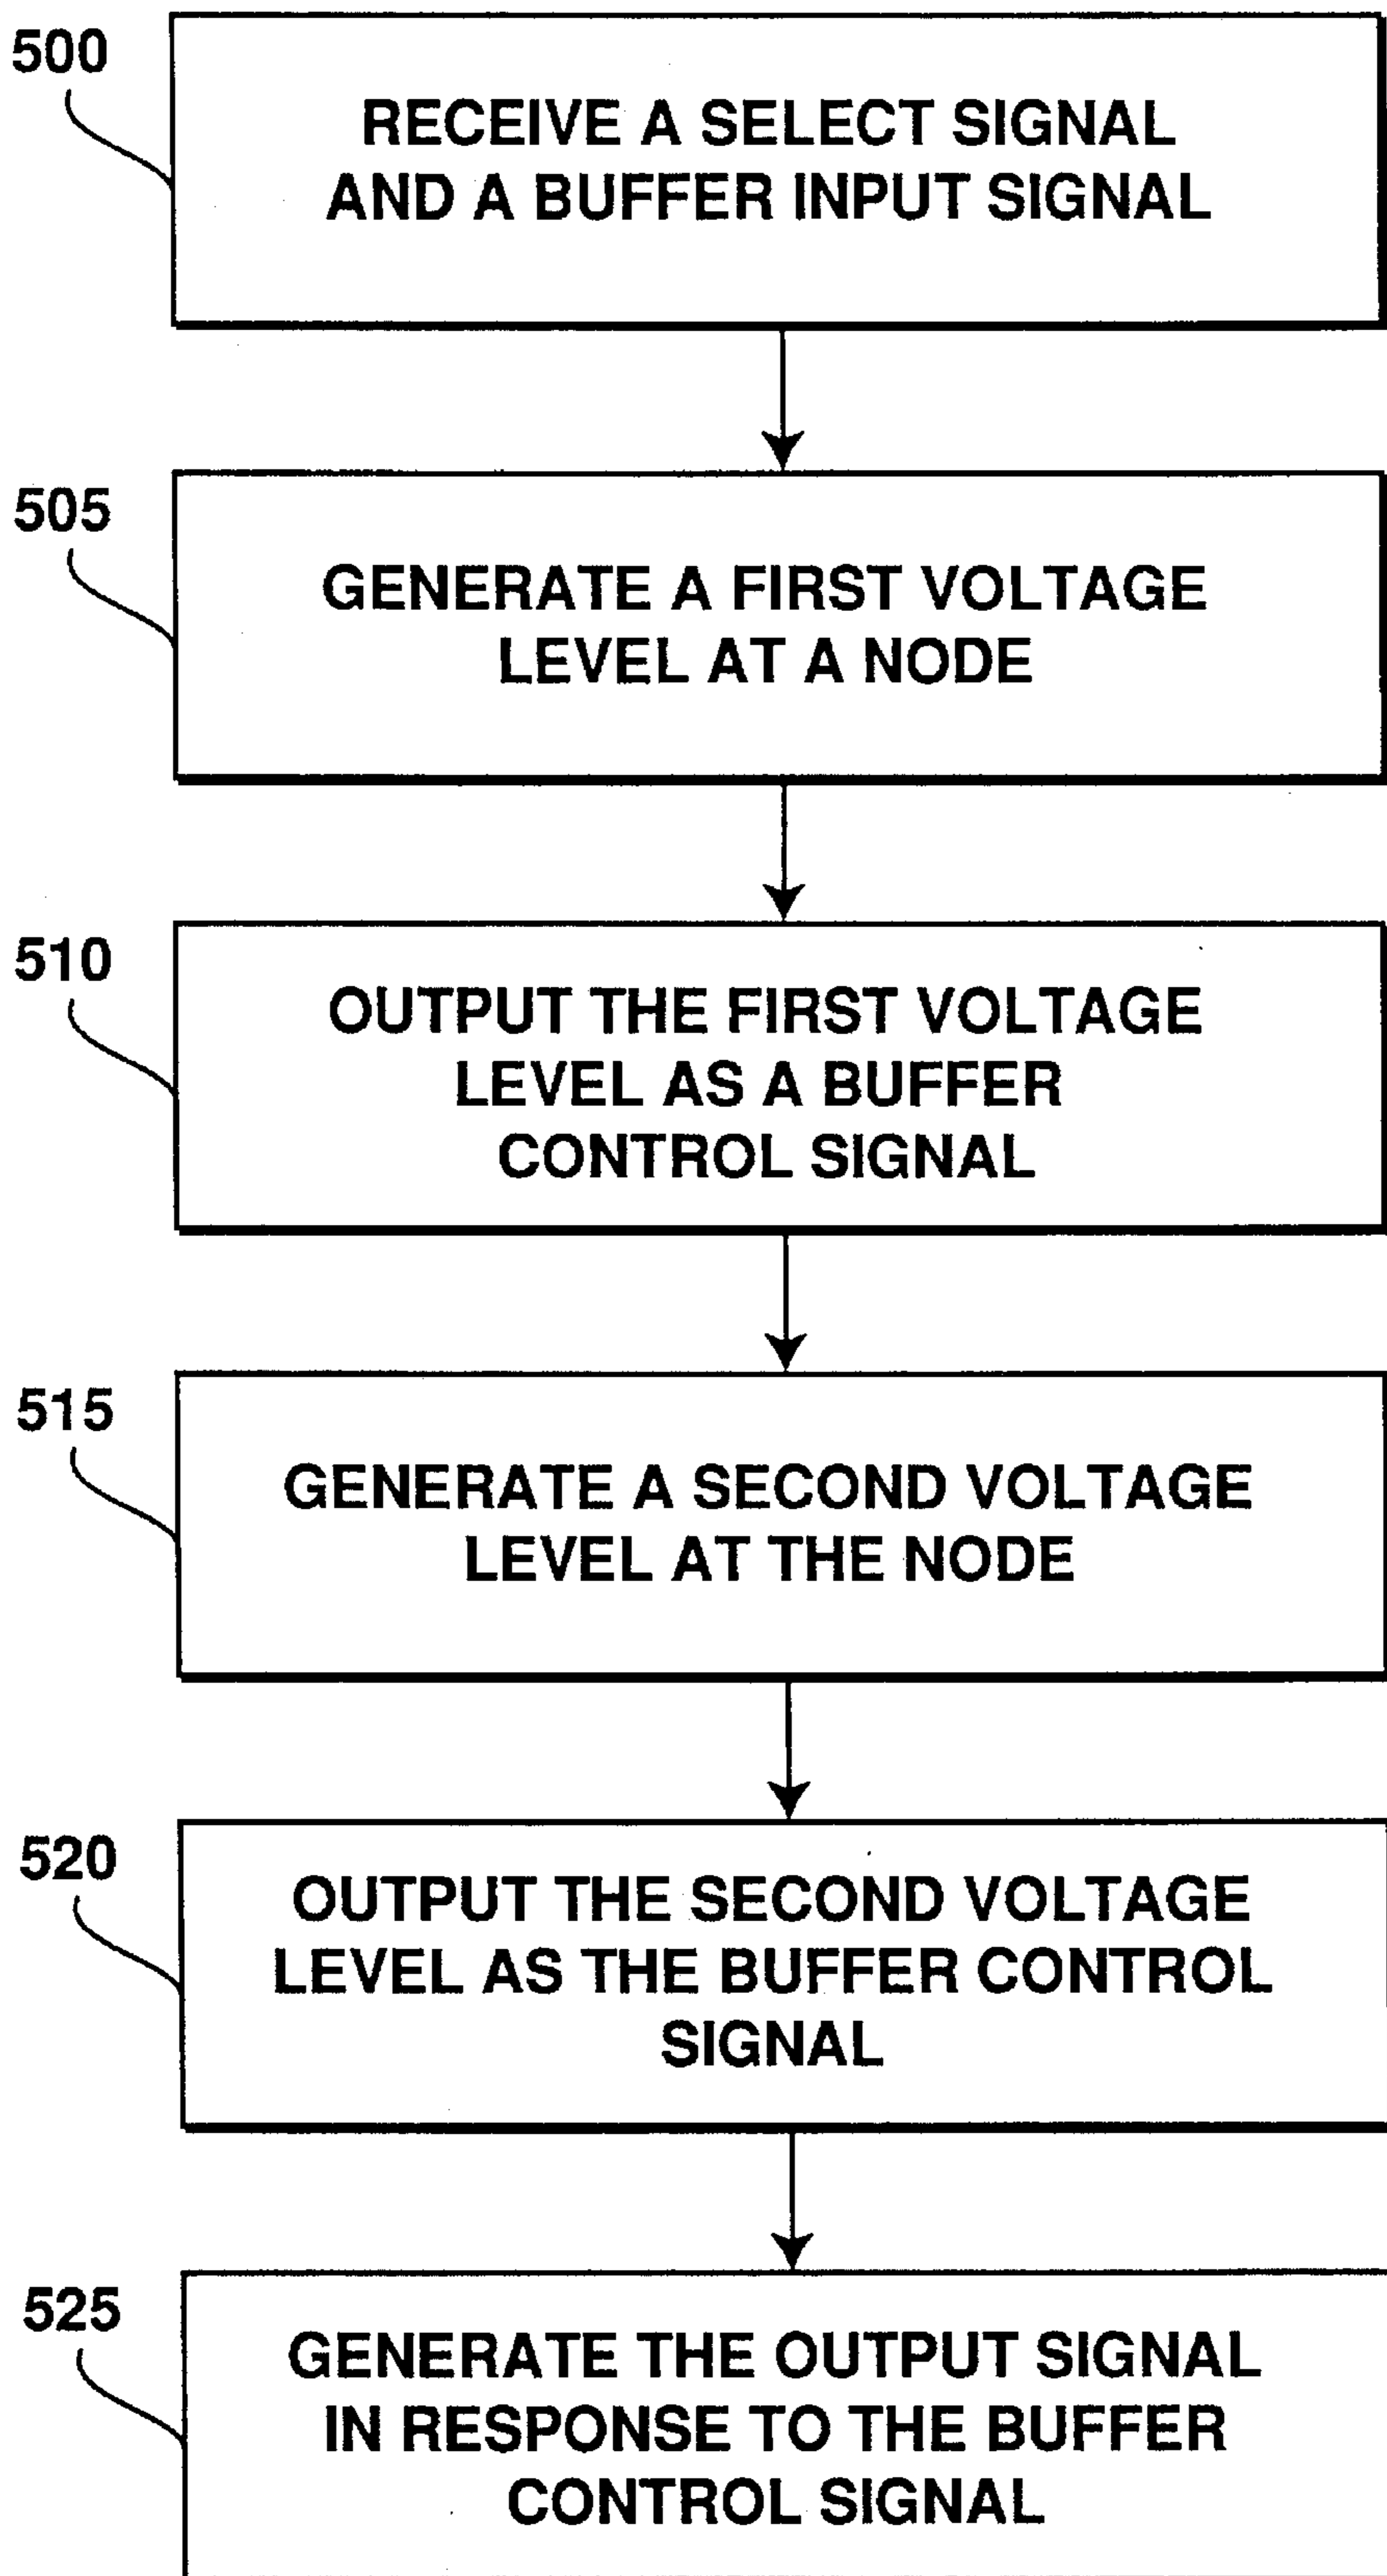 500
RECEIVE A SELECT SIGNAL
AND A BUFFER INPUT SIGNAL
505
GENERATE A FIRST VOLTAGE
LEVEL AT A NODE
510
OUTPUT THE FIRST VOLTAGE
LEVEL AS A BUFFER
CONTROL SIGNAL
515
GENERATE A SECOND VOLTAGE
LEVEL AT THE NODE
520
OUTPUT THE SECOND VOLTAGE
LEVEL AS THE BUFFER CONTROL
SIGNAL
525
GENERATE THE OUTPUT SIGNAL
IN RESPONSE TO THE BUFFER
CONTROL SIGNAL